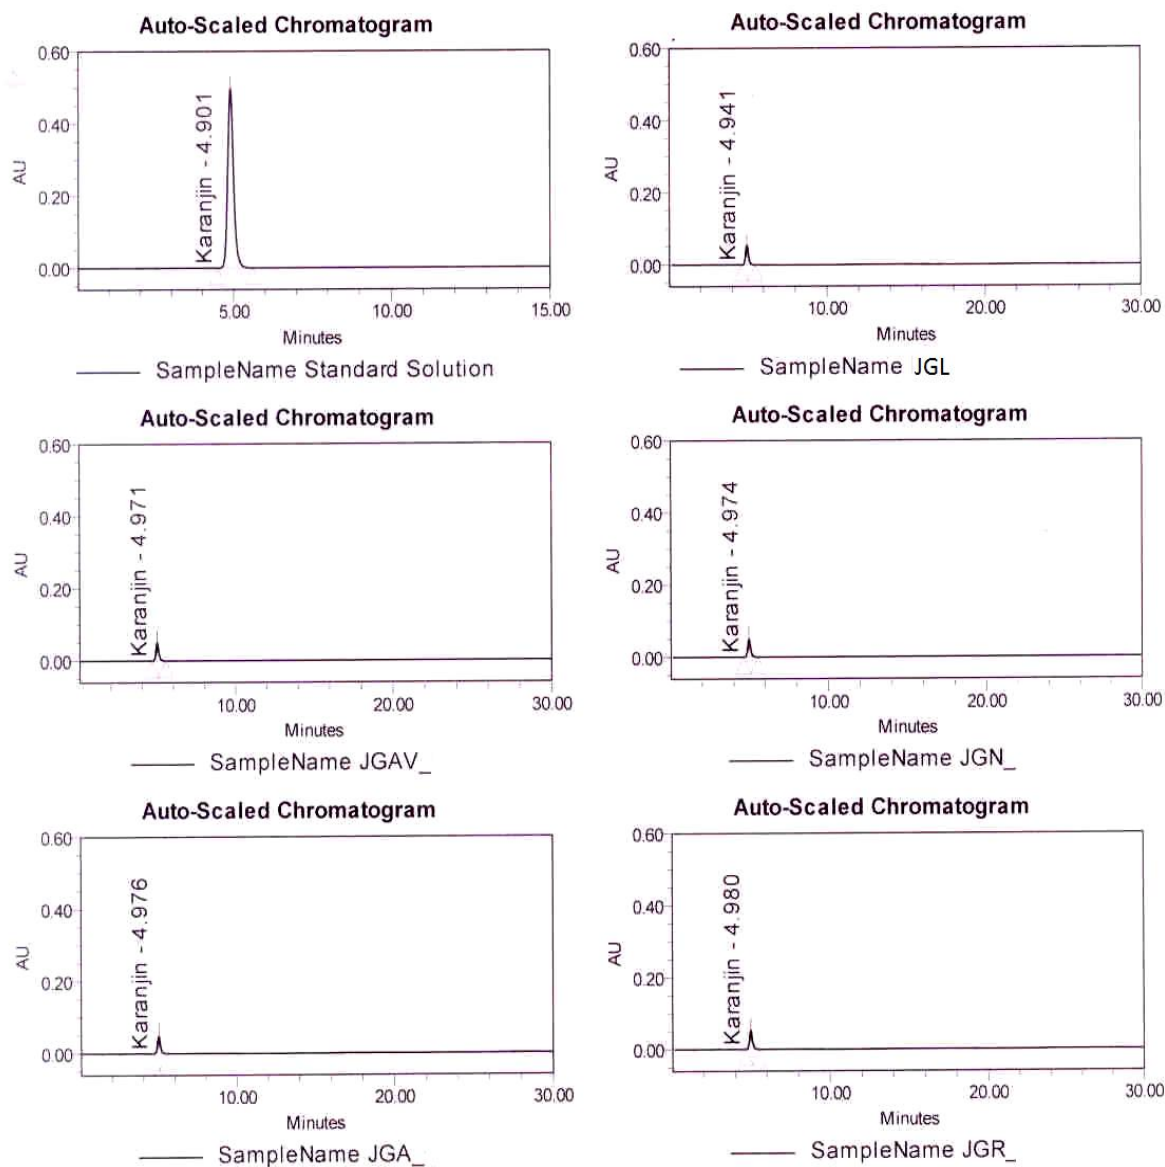 Auto-Scaled Chromatogram
0.60
0.40
0.20
0.00
AU
Karanjin - 4.901
5.00 10.00 15.00
Minutes
SampleName Standard Solution
Auto-Scaled Chromatogram
0.60
0.40
0.20
0.00
AU
Karanjin - 4.941
10.00 20.00 30.00
Minutes
SampleName JGL
Auto-Scaled Chromatogram
0.60
0.40
0.20
0.00
AU
Karanjin - 4.971
10.00 20.00 30.00
Minutes
SampleName JGAV_
Auto-Scaled Chromatogram
0.60
0.40
0.20
0.00
AU
Karanjin - 4.974
10.00 20.00 30.00
Minutes
SampleName JGN_
Auto-Scaled Chromatogram
0.60
0.40
0.20
0.00
AU
Karanjin - 4.976
10.00 20.00 30.00
Minutes
SampleName JGA_
Auto-Scaled Chromatogram
0.60
0.40
0.20
0.00
AU
Karanjin - 4.980
10.00 20.00 30.00
Minutes
SampleName JGR_